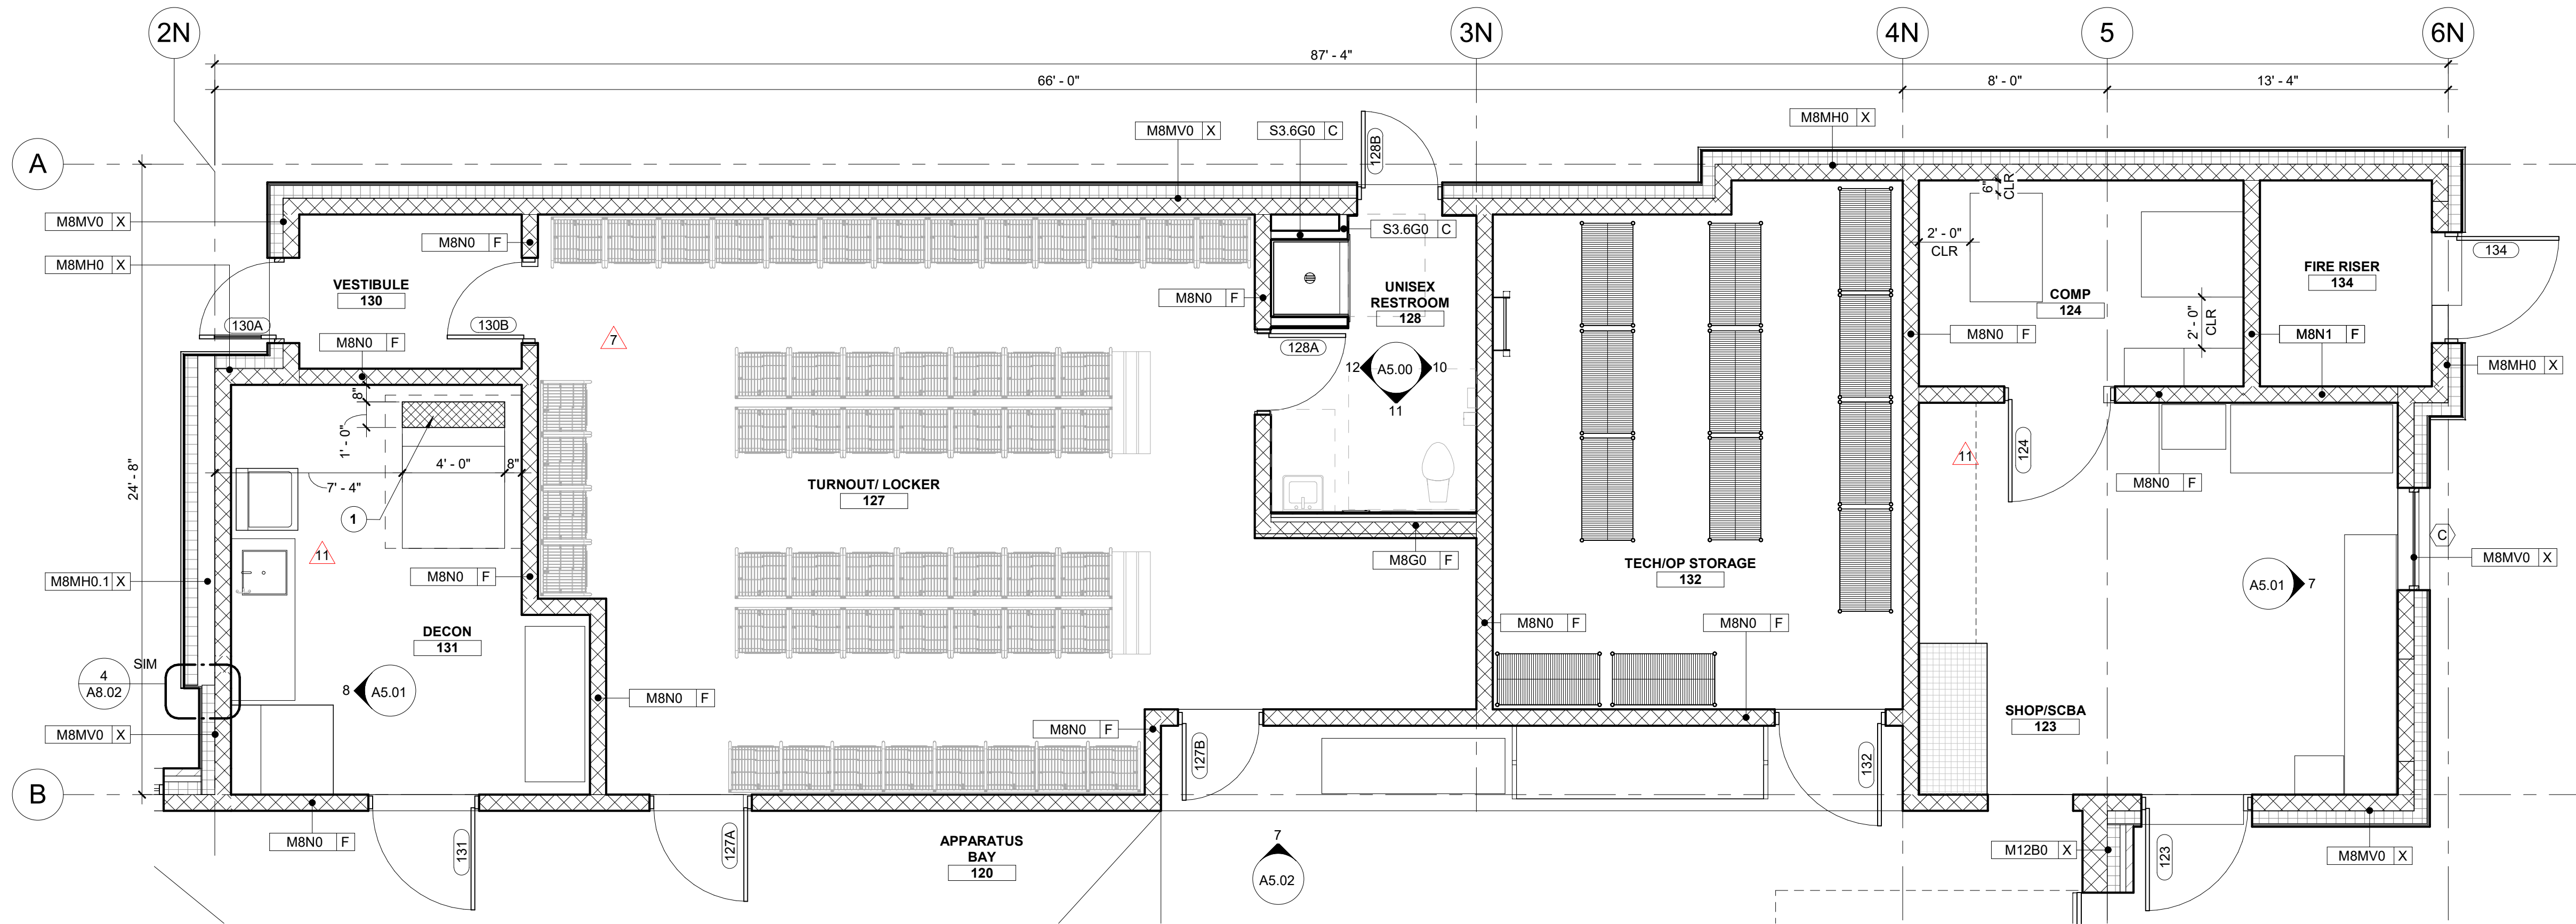 2N
3N
4N
5
6N
87' - 4"
66' - 0"
8' - 0"
13' - 4"
A
M8MV0 X
S3.6G0 C
128B
M8MH0 X
6"
CLR
M8MV0 X
M8N0 F
S3.6G0 C
2' - 0"
CLR
134
M8MH0 X
VESTIBULE
130
M8N0 F
UNISEX
RESTROOM
128
COMP
124
FIRE RISER
134
130A
130B
7
128A
2' - 0"
CLR
M8N0 F
M8N0 F
M8N1 F
12
A5.00
10
11
M8MH0 X
8"
1' - 0"
4' - 0"
8"
7' - 4"
24' - 8"
1
11
TURNOUT/ LOCKER
127
11
124
M8N0 F
C
M8MH0.1 X
M8N0 F
M8G0 F
TECH/OP STORAGE
132
A5.01
7
M8MV0 X
DECON
131
M8N0 F
M8N0 F
SIM
4
A8.02
8
A5.01
M8N0 F
M8N0 F
SHOP/SCBA
123
M8MV0 X
127B
132
B
M8N0 F
131
127A
APPARATUS
BAY
120
7
A5.02
M12B0 X
123
M8MV0 X